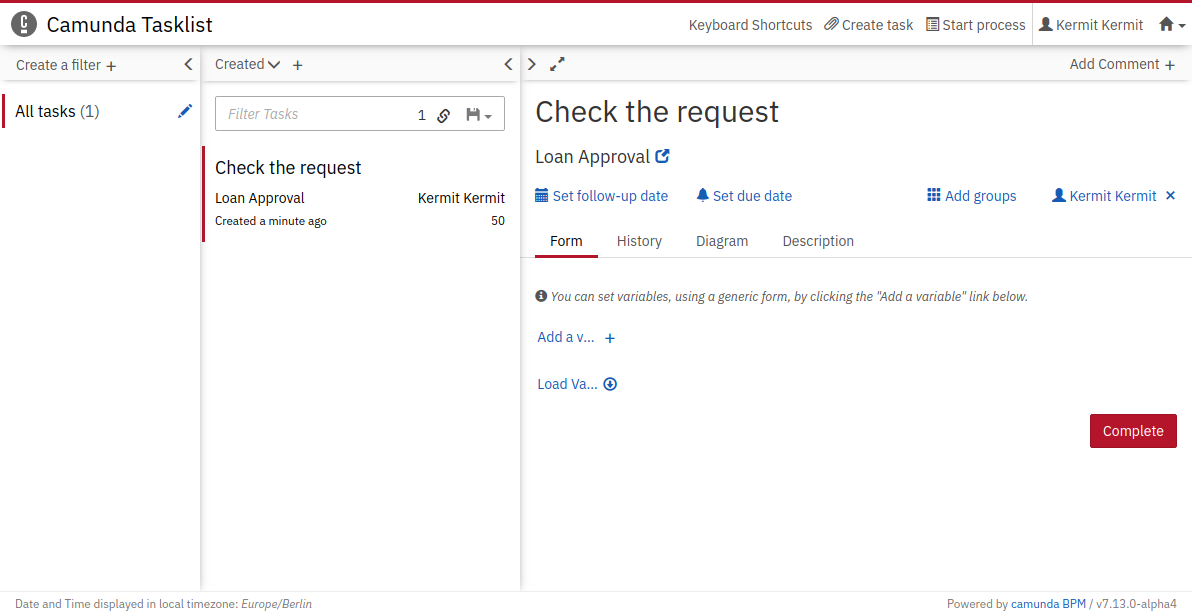 Camunda Tasklist
Keyboard Shortcuts Create task Start process Kermit Kermit
Create a filter +
All tasks (1)
Created +
Filter Tasks 1
Check the request
Loan Approval Kermit Kermit
Created a minute ago 50
Add Comment +
Check the request
Loan Approval
Set follow-up date Set due date Add groups Kermit Kermit ×
Form History Diagram Description
You can set variables, using a generic form, by clicking the "Add a variable" link below.
Add a v... +
Load Va...
Complete
Date and Time displayed in local timezone: Europe/Berlin
Powered by camunda BPM / v7.13.0-alpha4